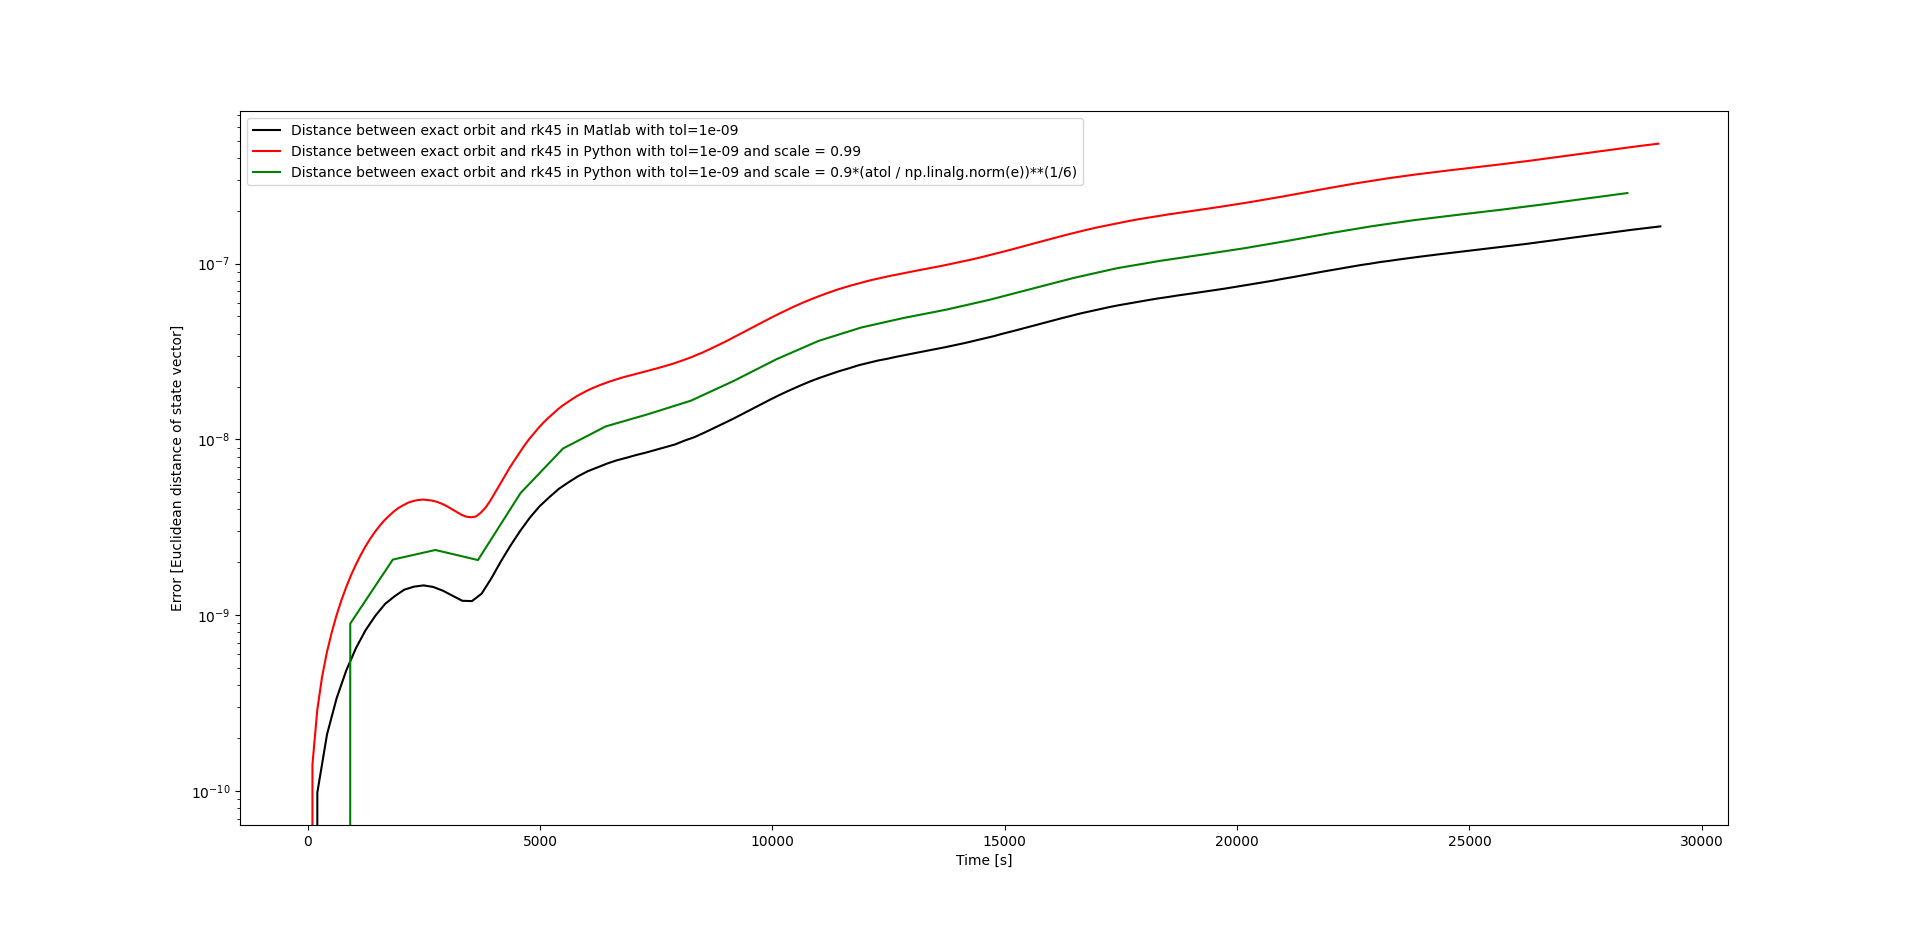 Distance between exact orbit and rk45 in Matlab with tol=1e-09
Distance between exact orbit and rk45 in Python with tol=1e-09 and scale = 0.99
Distance between exact orbit and rk45 in Python with tol=1e-09 and scale = 0.9*(atol / np.linalg.norm(e))**(1/6)
Error [Euclidean distance of state vector]
10⁻⁷
10⁻⁸
10⁻⁹
10⁻¹⁰
0 5000 10000 15000 20000 25000 30000
Time [s]